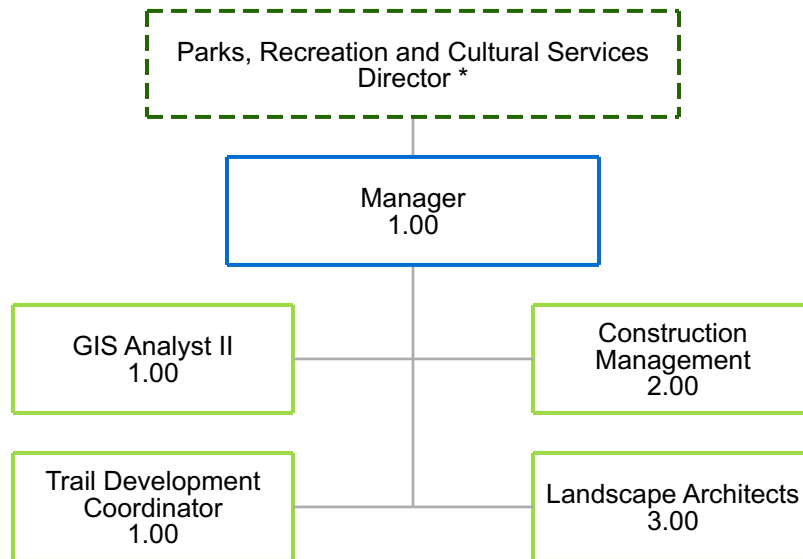 Parks, Recreation and Cultural Services
Director *
Manager
1.00
GIS Analyst II
1.00
Construction
Management
2.00
Trail Development
Coordinator
1.00
Landscape Architects
3.00